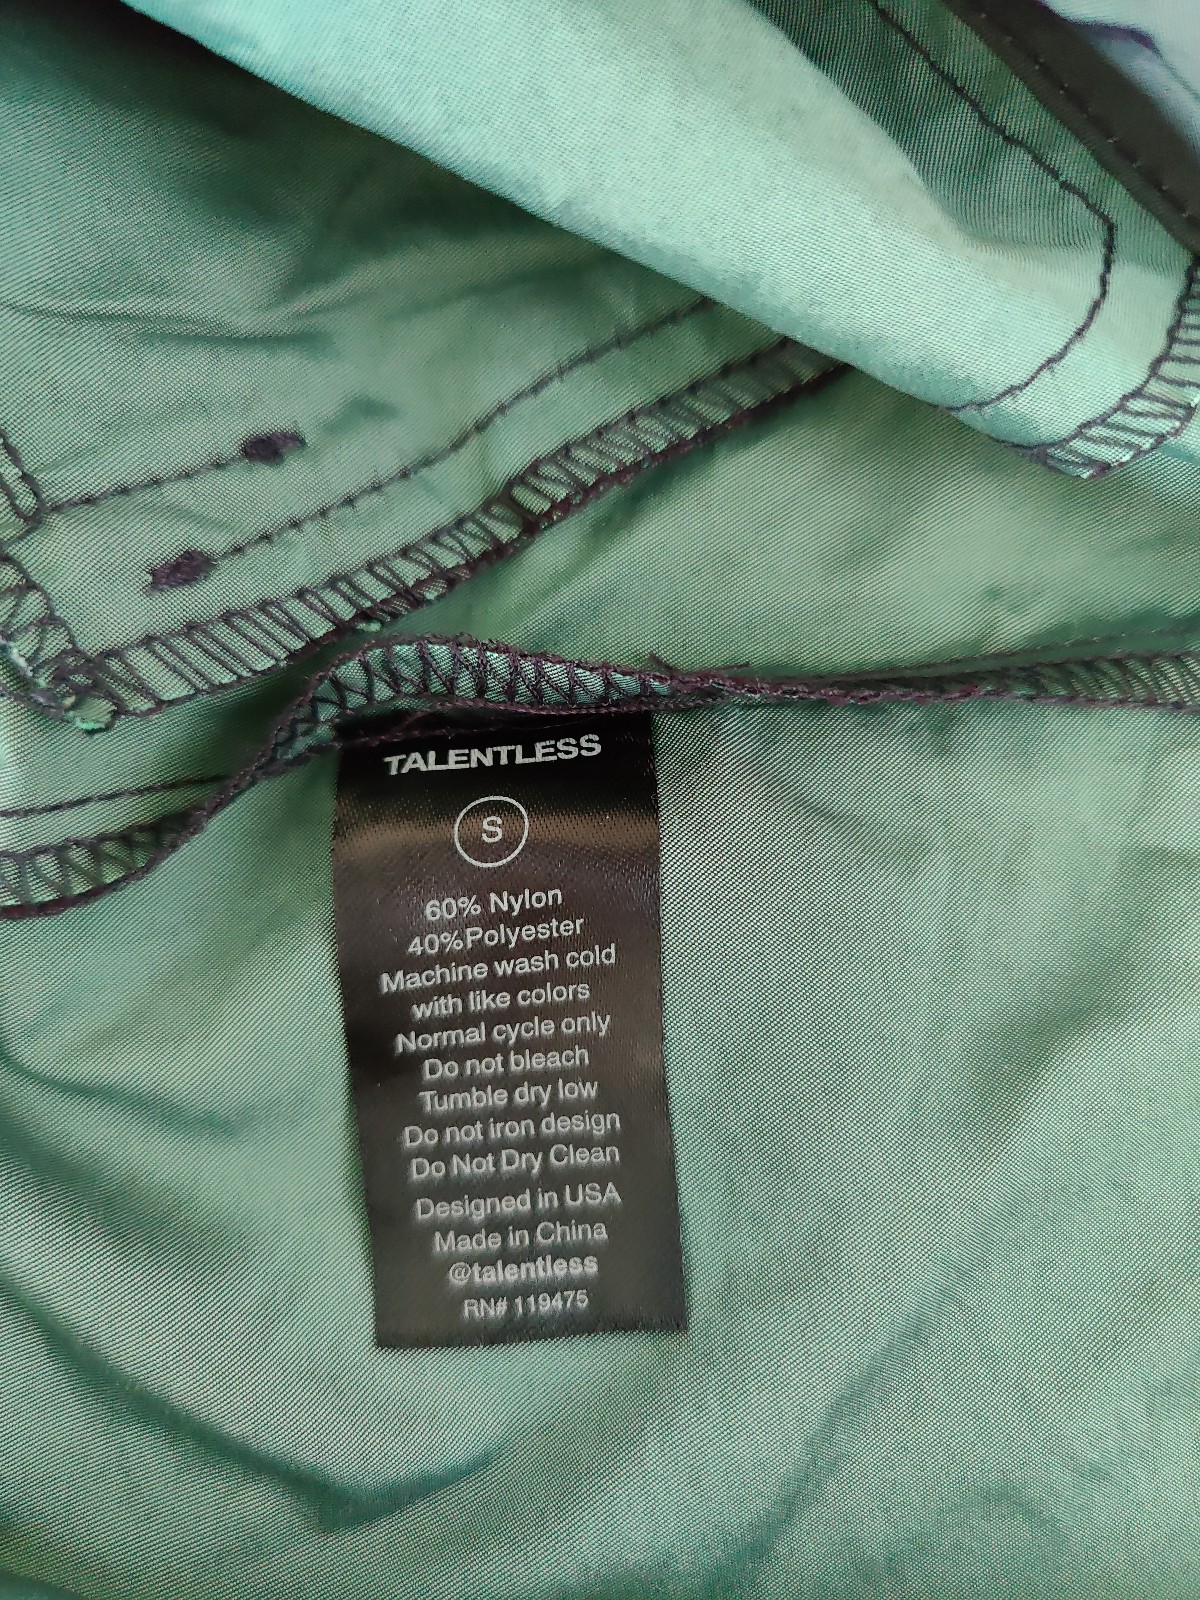 TALENTLESS
S
60% Nylon
40%Polyester
Machine wash cold
with like colors
Normal cycle only
Do not bleach
Tumble dry low
Do not iron design
Do Not Dry Clean
Designed in USA
Made in China
@talentless
RN# 119475